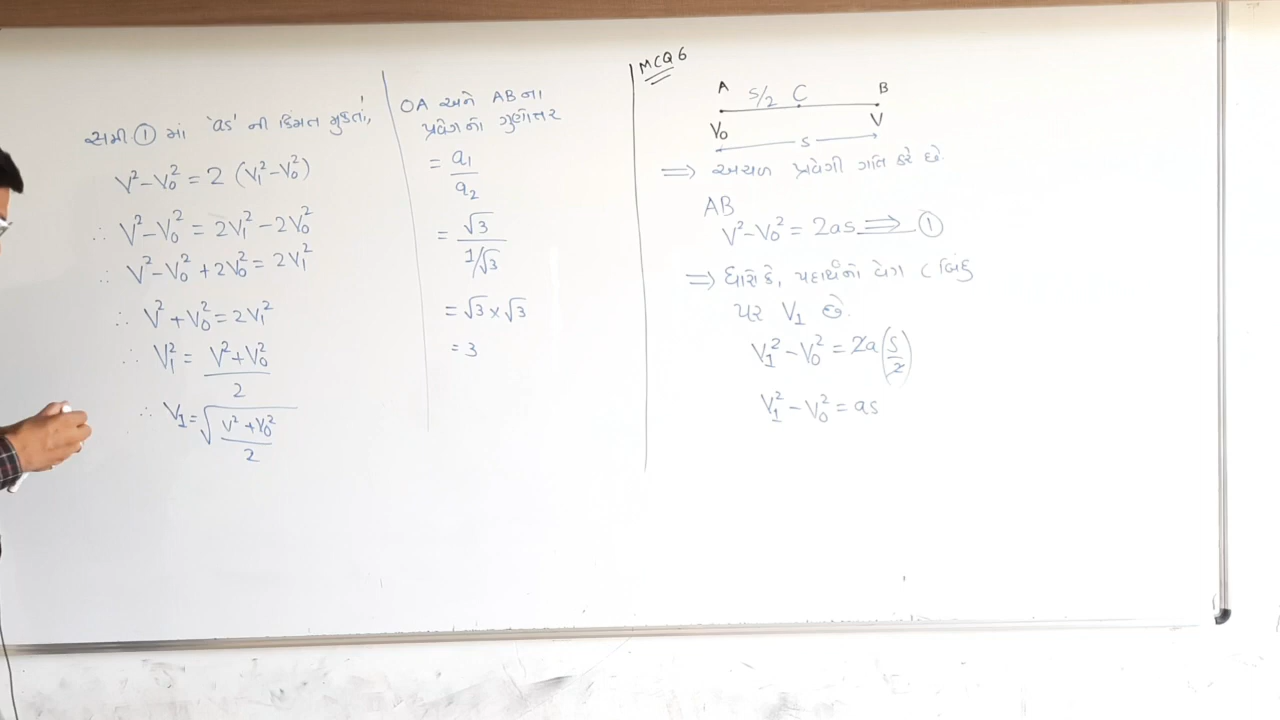 સમી ① માં 'as' ની કિંમત મુકતાં,
V² – V₀² = 2 (V₁² – V₀²)
∴ V² – V₀² = 2V₁² – 2V₀²
∴ V² – V₀² + 2V₀² = 2V₁²
∴ V² + V₀² = 2V₁²
∴ V₁² = (V² + V₀²)/2
∴ V₁ = √((V² + V₀²)/2)
OA અને AB ના
પ્રવેગનો ગુણોત્તર
= a₁/a₂
= √3/(1/√3)
= √3 × √3
= 3
MCQ 6
A S/2 C B
V₀ V
S
⇒ અચળ પ્રવેગી ગતિ કરે છે.
AB
V² – V₀² = 2as ⇒ ①
⇒ ધારો કે, પદાર્થનો વેગ C બિંદુ
પર V₁ છે.
V₁² – V₀² = 2a(S/2)
V₁² – V₀² = as